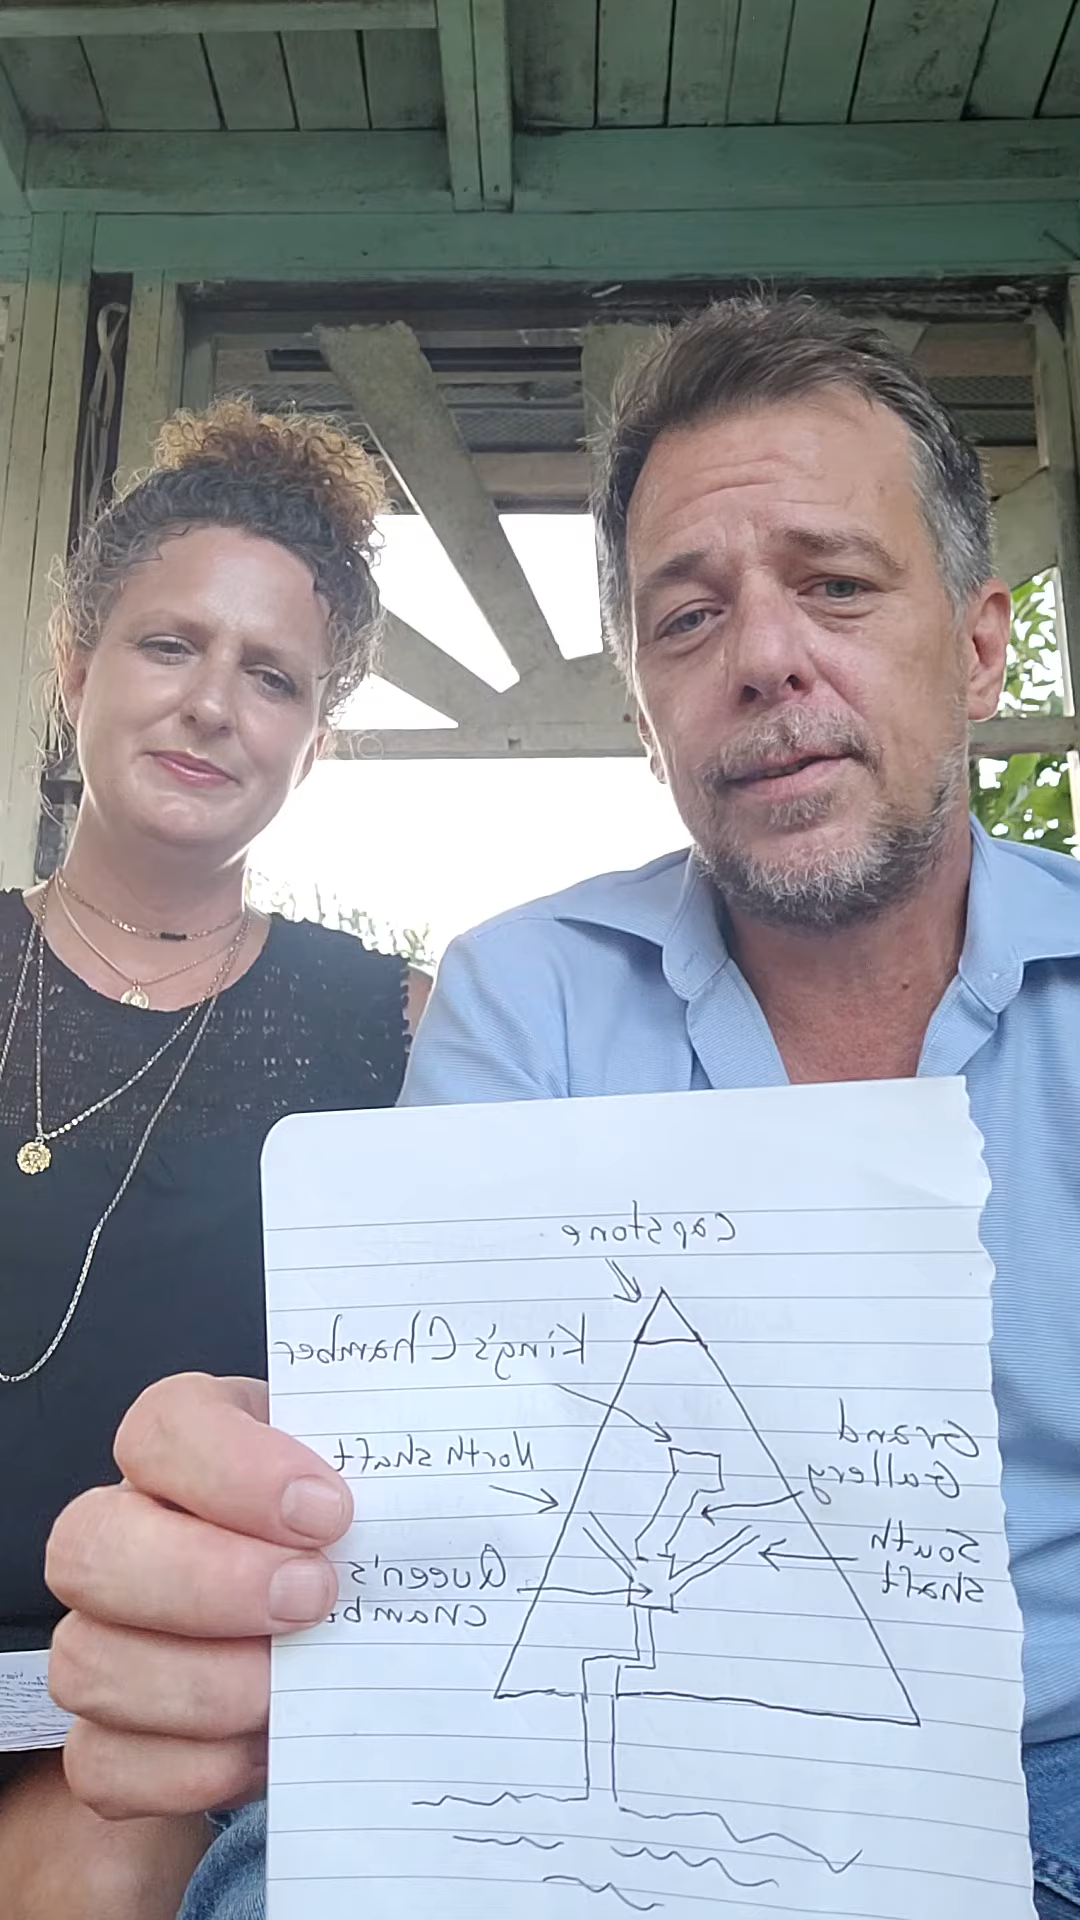 Capstone
King's Chamber
North shaft
Grand
Gallery
South
shaft
Queen's